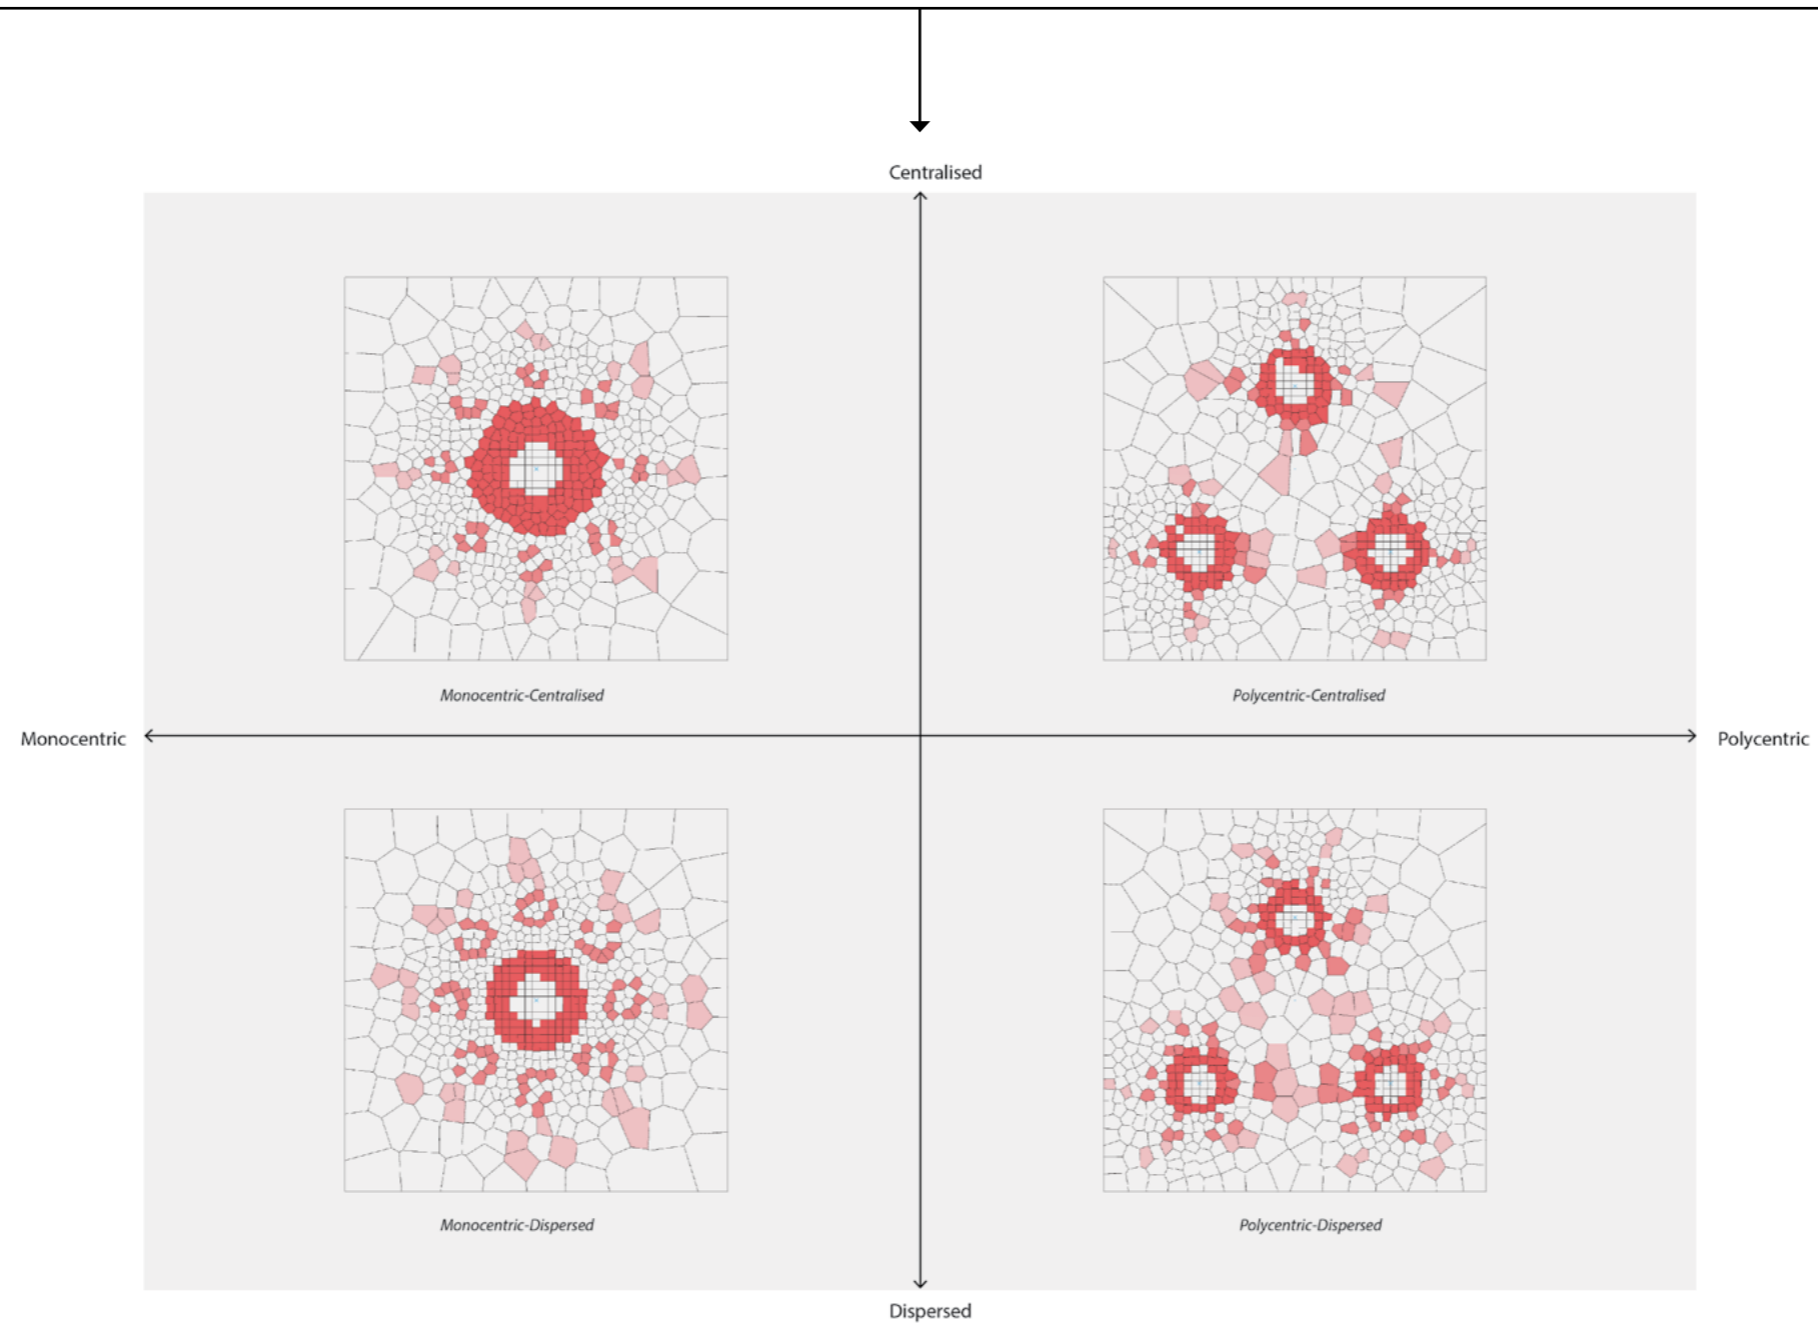 Centralised
Monocentric-Centralised
Polycentric-Centralised
Monocentric
Polycentric
Monocentric-Dispersed
Polycentric-Dispersed
Dispersed